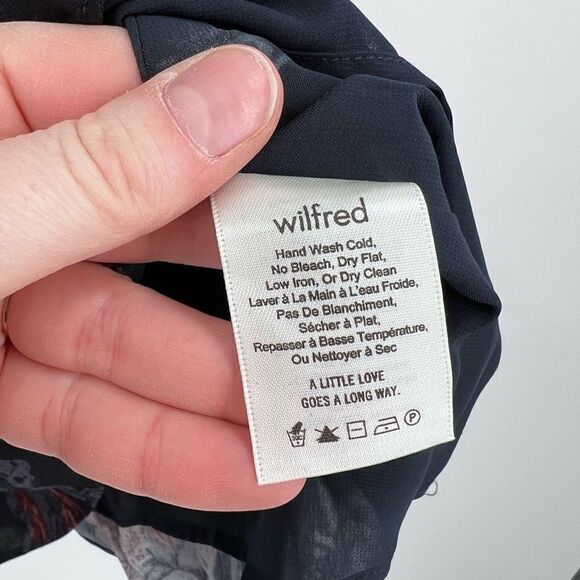 wilfred
Hand Wash Cold,
No Bleach, Dry Flat,
Low Iron, Or Dry Clean
Laver à La Main à L'eau Froide,
Pas De Blanchiment,
Sécher à Plat,
Repasser à Basse Température,
Ou Nettoyer à Sec
A LITTLE LOVE
GOES A LONG WAY.
P